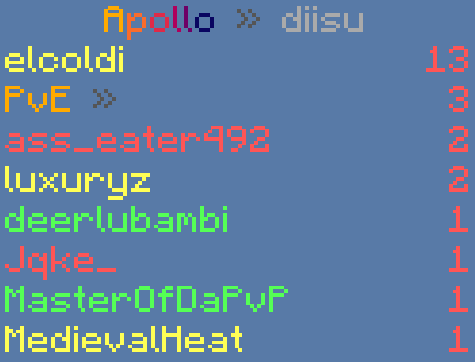 Apollo » diisu
elcoldi 13
PvE » 3
ass_eater492 2
luxuryz 2
deerlubambi 1
Jqke_ 1
MasterOfDaPvP 1
MedievalHeat 1